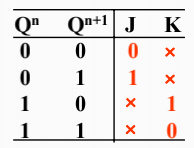 Qⁿ Qⁿ⁺¹ J K
0 0 0 ×
0 1 1 ×
1 0 × 1
1 1 × 0